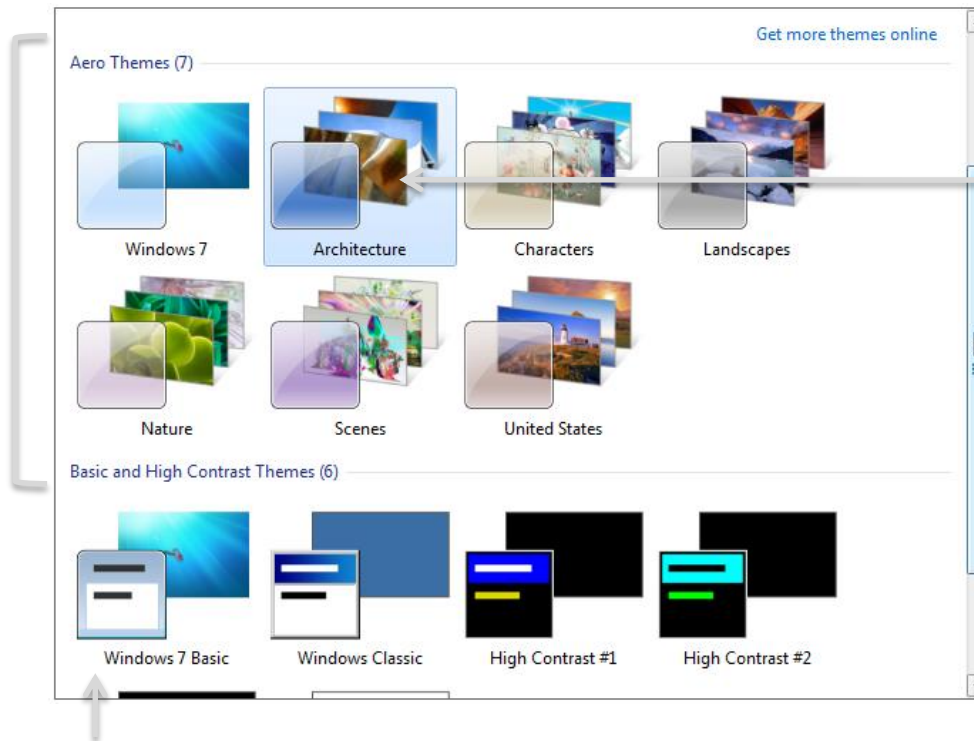 Get more themes online
Aero Themes (7)
Windows 7 Architecture Characters Landscapes
Nature Scenes United States
Basic and High Contrast Themes (6)
Windows 7 Basic Windows Classic High Contrast #1 High Contrast #2